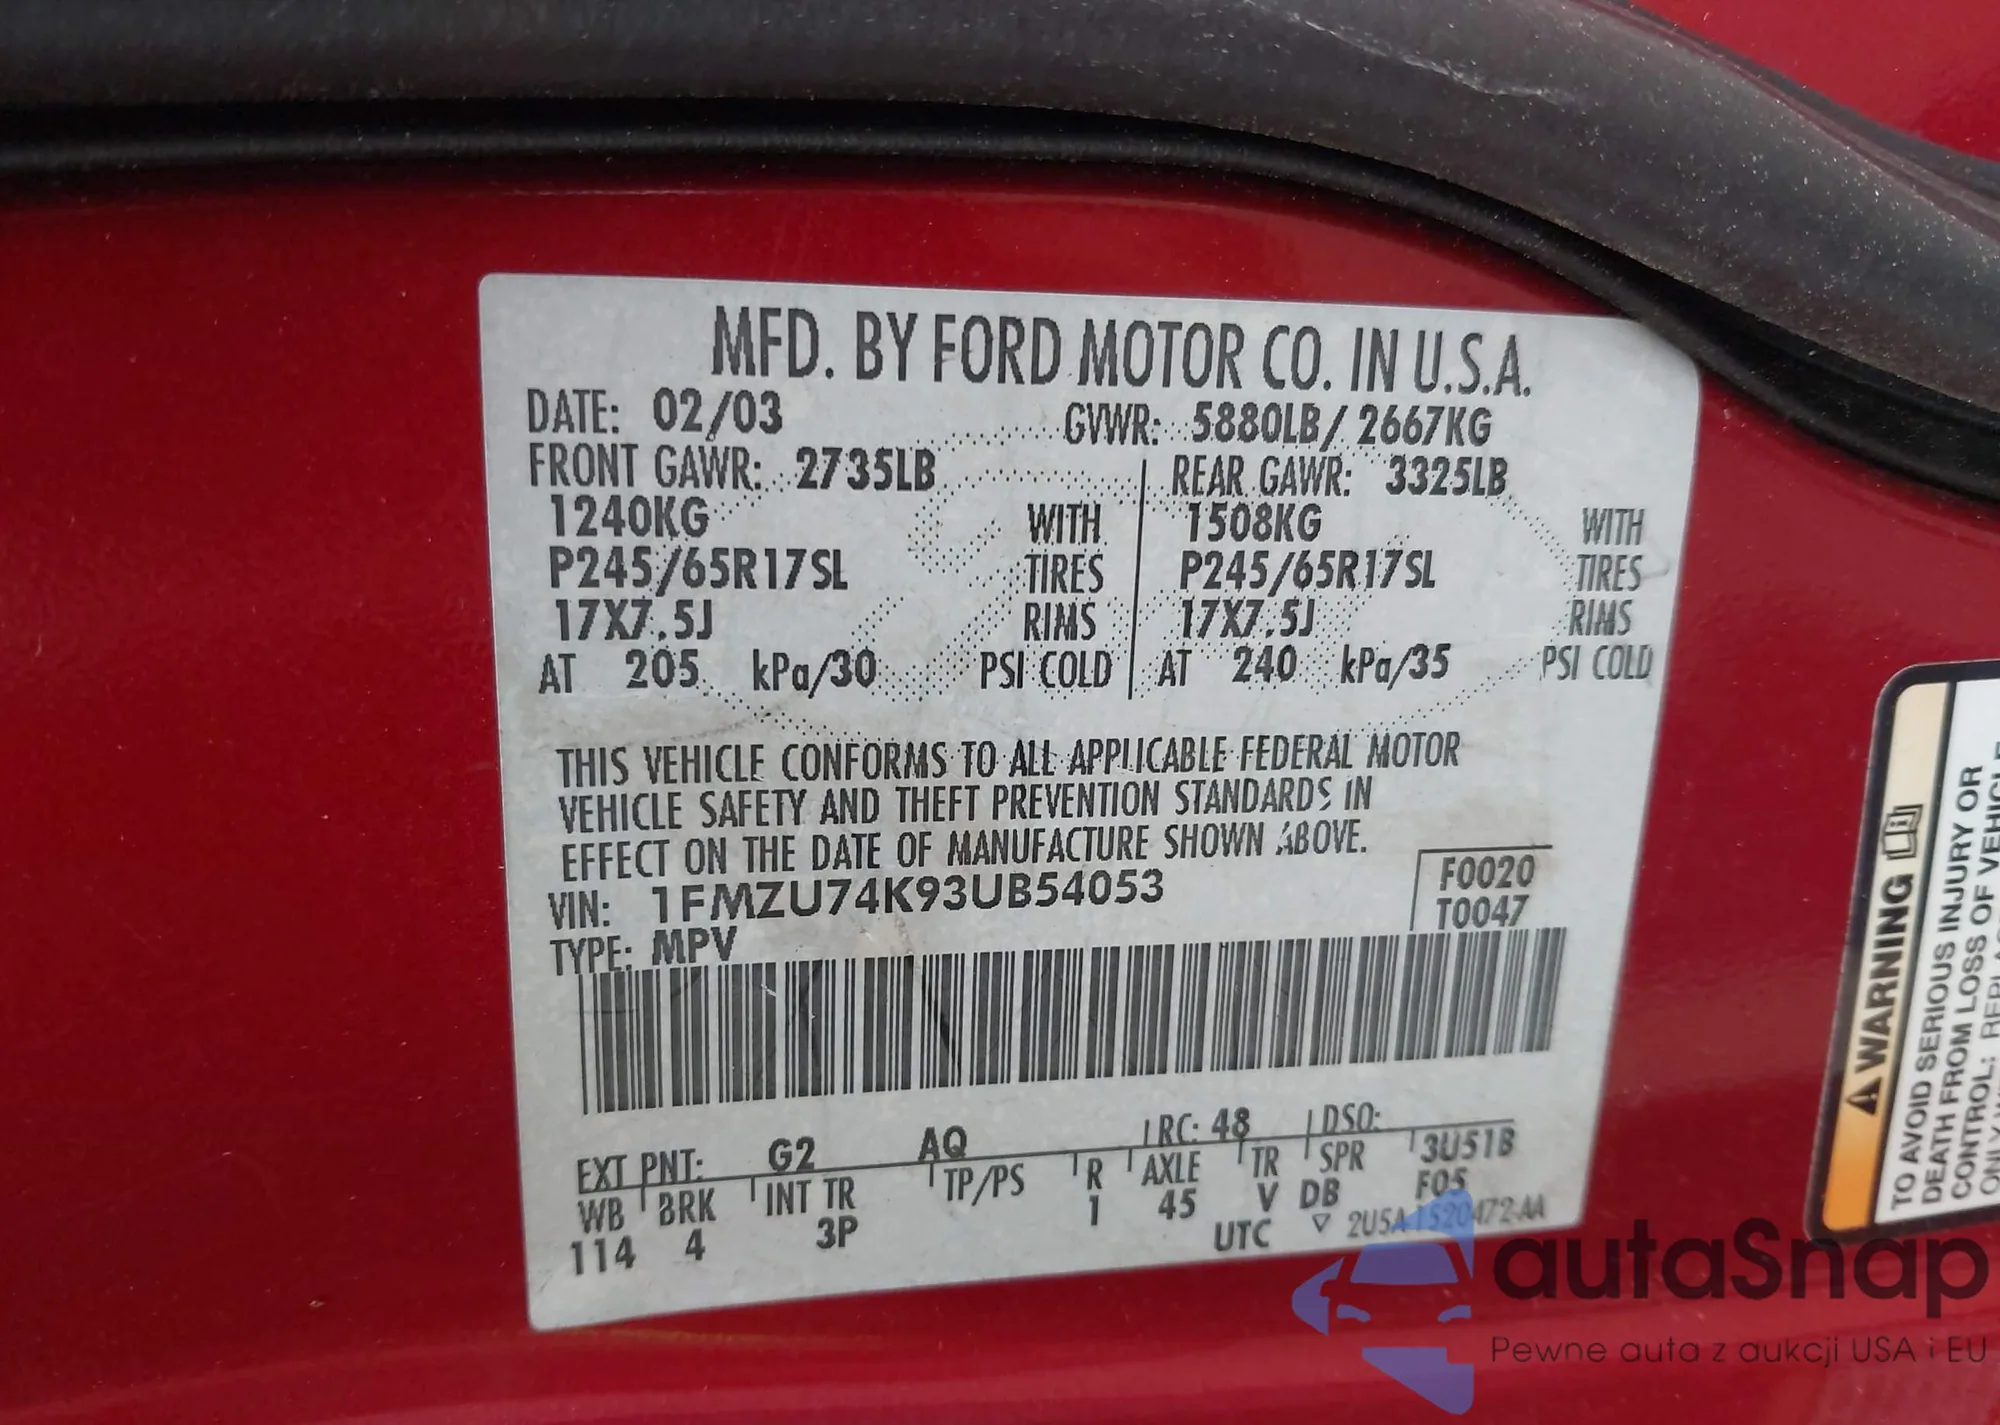 MFD. BY FORD MOTOR CO. IN U.S.A.
DATE: 02/03 GVWR: 5880LB/ 2667KG
FRONT GAWR: 2735LB REAR GAWR: 3325LB
1240KG WITH 1508KG WITH
P245/65R17SL TIRES P245/65R17SL TIRES
17X7.5J RIMS 17X7.5J RIMS
AT 205 kPa/30 PSI COLD AT 240 kPa/35 PSI COLD
THIS VEHICLE CONFORMS TO ALL APPLICABLE FEDERAL MOTOR
VEHICLE SAFETY AND THEFT PREVENTION STANDARDS IN
EFFECT ON THE DATE OF MANUFACTURE SHOWN ABOVE.
VIN: 1FMZU74K93UB54053 F0020
TYPE: MPV T0047
EXT PNT: G2 AQ RC: 48 DSO:
WB BRK INT TR TP/PS R AXLE TR SPR 3U51B
114 4 3P 1 45 V DB F05
UTC ▽ 2U5A-1520472-AA
⚠WARNING
TO AVOID SERIOUS INJURY OR
DEATH FROM LOSS OF VEHICLE
CONTROL:
autaSnap
Pewne auta z aukcji USA i EU